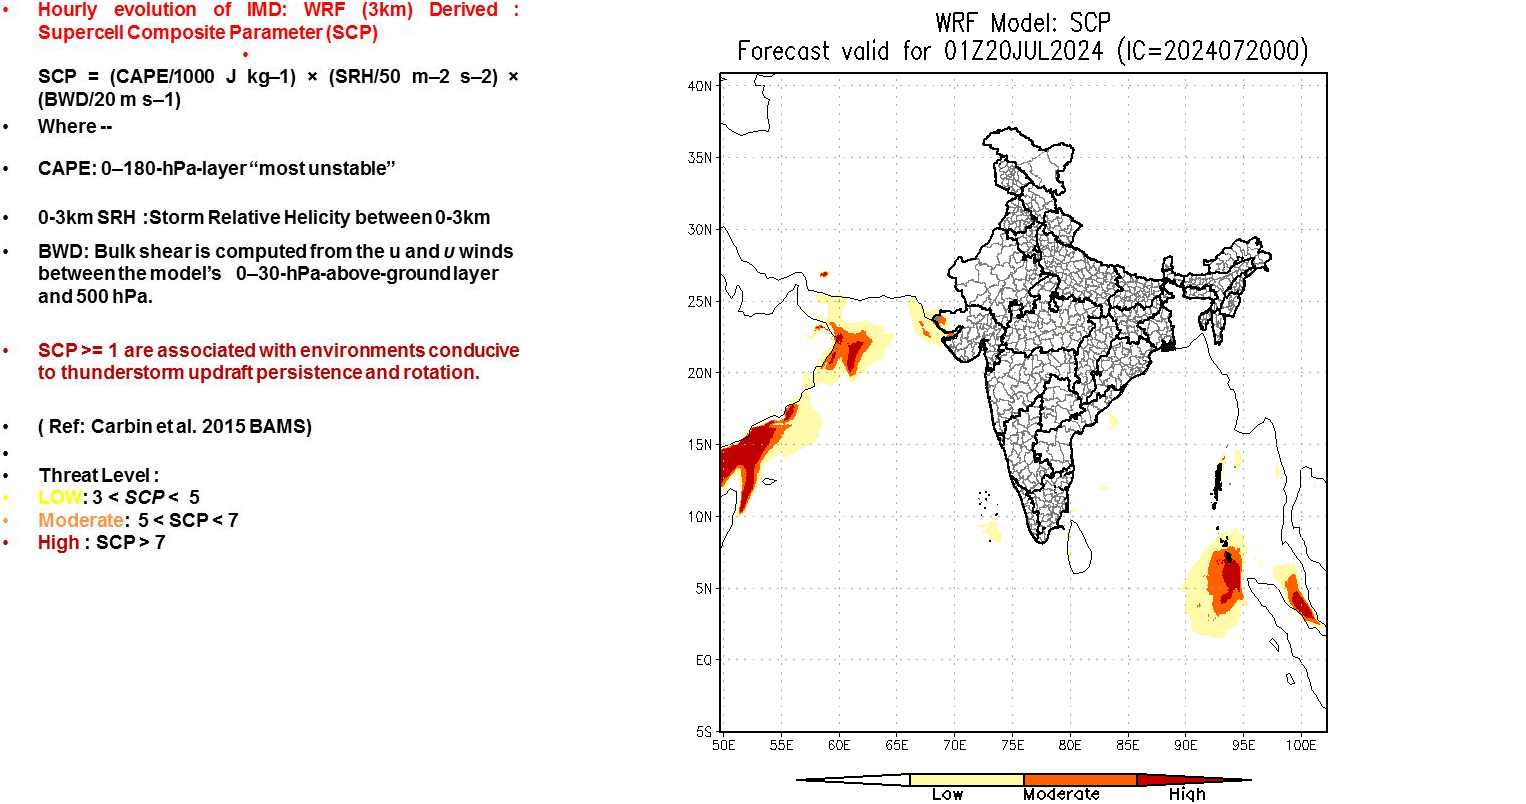 • Hourly evolution of IMD: WRF (3km) Derived :
Supercell Composite Parameter (SCP)
•
SCP = (CAPE/1000 J kg–1) × (SRH/50 m–2 s–2) ×
(BWD/20 m s–1)
• Where --
• CAPE: 0–180-hPa-layer “most unstable”
• 0-3km SRH :Storm Relative Helicity between 0-3km
• BWD: Bulk shear is computed from the u and υ winds
between the model’s 0–30-hPa-above-ground layer
and 500 hPa.
• SCP >= 1 are associated with environments conducive
to thunderstorm updraft persistence and rotation.
• ( Ref: Carbin et al. 2015 BAMS)
•
• Threat Level :
• LOW: 3 < SCP < 5
• Moderate: 5 < SCP < 7
• High : SCP > 7
WRF Model: SCP
Forecast valid for 01Z20JUL2024 (IC=2024072000)
40N
35N
30N
25N
20N
15N
10N
5N
EQ
5S
50E 55E 60E 65E 70E 75E 80E 85E 90E 95E 100E
Low Moderate High